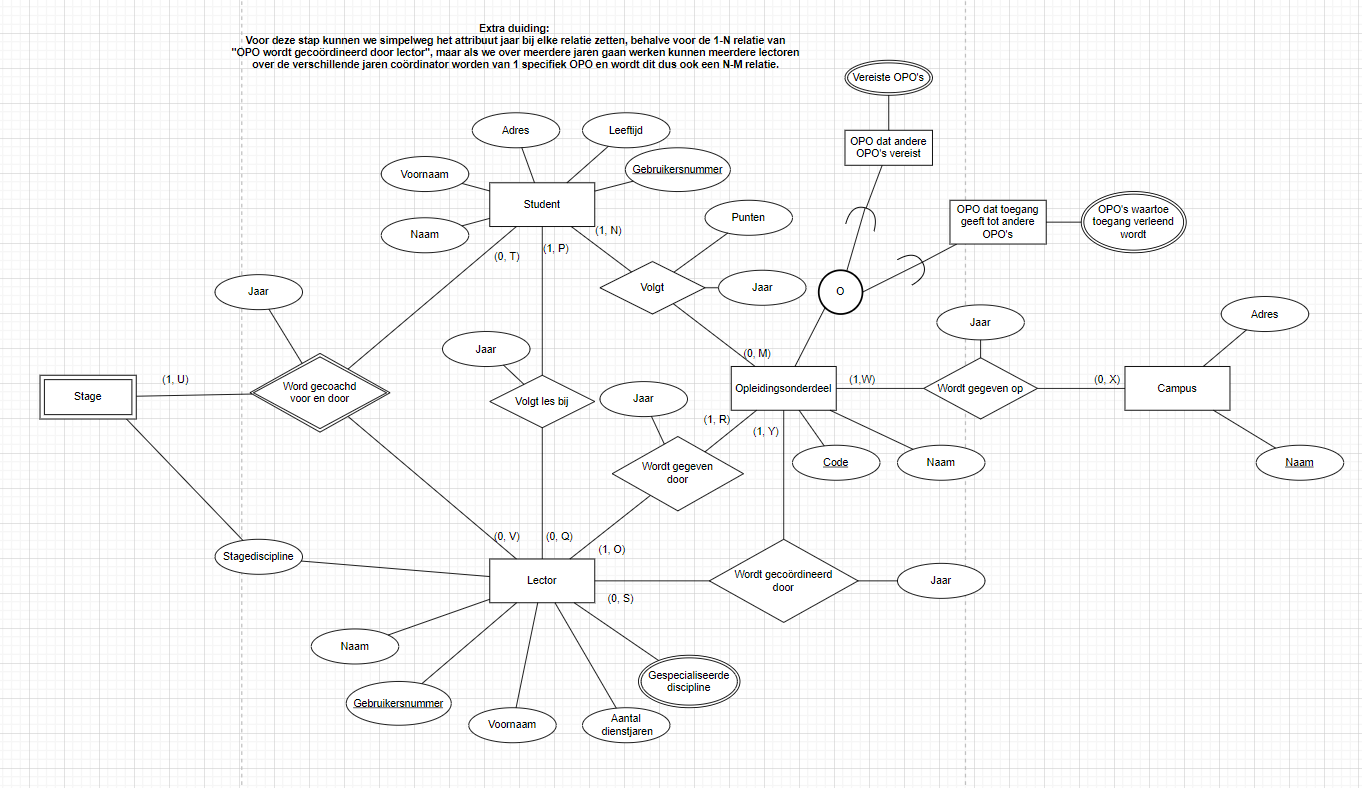 Extra duiding:
Voor deze stap kunnen we simpelweg het attribuut jaar bij elke relatie zetten, behalve voor de 1-N relatie van
"OPO wordt gecoördineerd door lector", maar als we over meerdere jaren gaan werken kunnen meerdere lectoren
over de verschillende jaren coördinator worden van 1 specifiek OPO en wordt dit dus ook een N-M relatie.
Vereiste OPO's
Adres
Leeftijd
OPO dat andere
OPO's vereist
Voornaam
Gebruikersnummer
Student
Naam
Punten
OPO dat toegang
geeft tot andere
OPO's
OPO's waartoe
toegang verleend
wordt
(0, T)
(1, P)
(1, N)
Jaar
Volgt
Jaar
O
Jaar
Adres
Jaar
(0, M)
(1, U)
Stage
Word gecoachd
voor en door
Volgt les bij
Jaar
Opleidingsonderdeel
(1,W)
Wordt gegeven op
(0, X)
Campus
(1, R)
(1, Y)
Wordt gegeven
door
Code
Naam
Naam
(0, V)
(0, Q)
(1, O)
Stagediscipline
Lector
(0, S)
Wordt gecoördineerd
door
Jaar
Naam
Gebruikersnummer
Voornaam
Aantal
dienstjaren
Gespecialiseerde
discipline